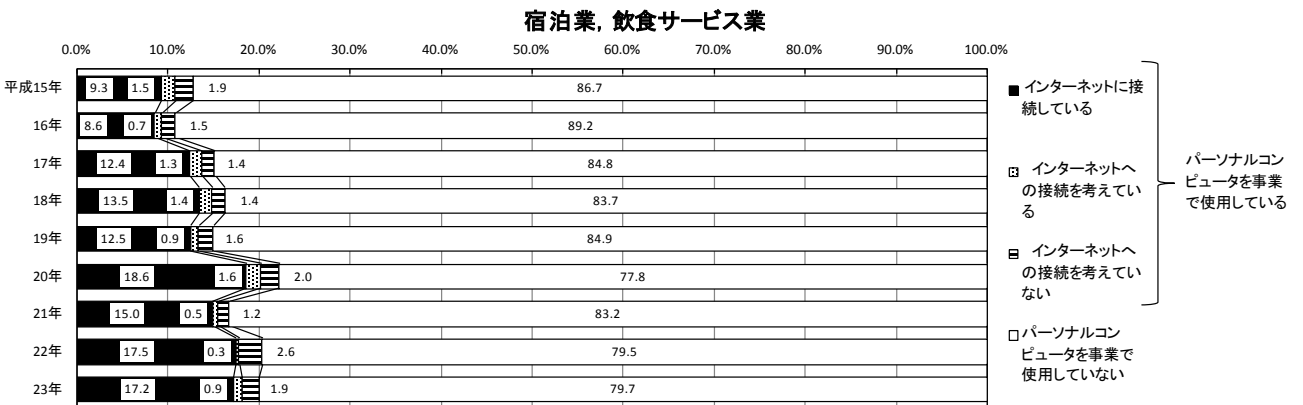 宿泊業, 飲食サービス業
0.0% 10.0% 20.0% 30.0% 40.0% 50.0% 60.0% 70.0% 80.0% 90.0% 100.0%
平成15年 9.3 1.5 1.9 86.7
16年 8.6 0.7 1.5 89.2
17年 12.4 1.3 1.4 84.8
18年 13.5 1.4 1.4 83.7
19年 12.5 0.9 1.6 84.9
20年 18.6 1.6 2.0 77.8
21年 15.0 0.5 1.2 83.2
22年 17.5 0.3 2.6 79.5
23年 17.2 0.9 1.9 79.7
インターネットに接
続している
インターネットへ
の接続を考えてい
る
インターネットへ
の接続を考えてい
ない
パーソナルコン
ピュータを事業で
使用していない
パーソナルコン
ピュータを事業
で使用している